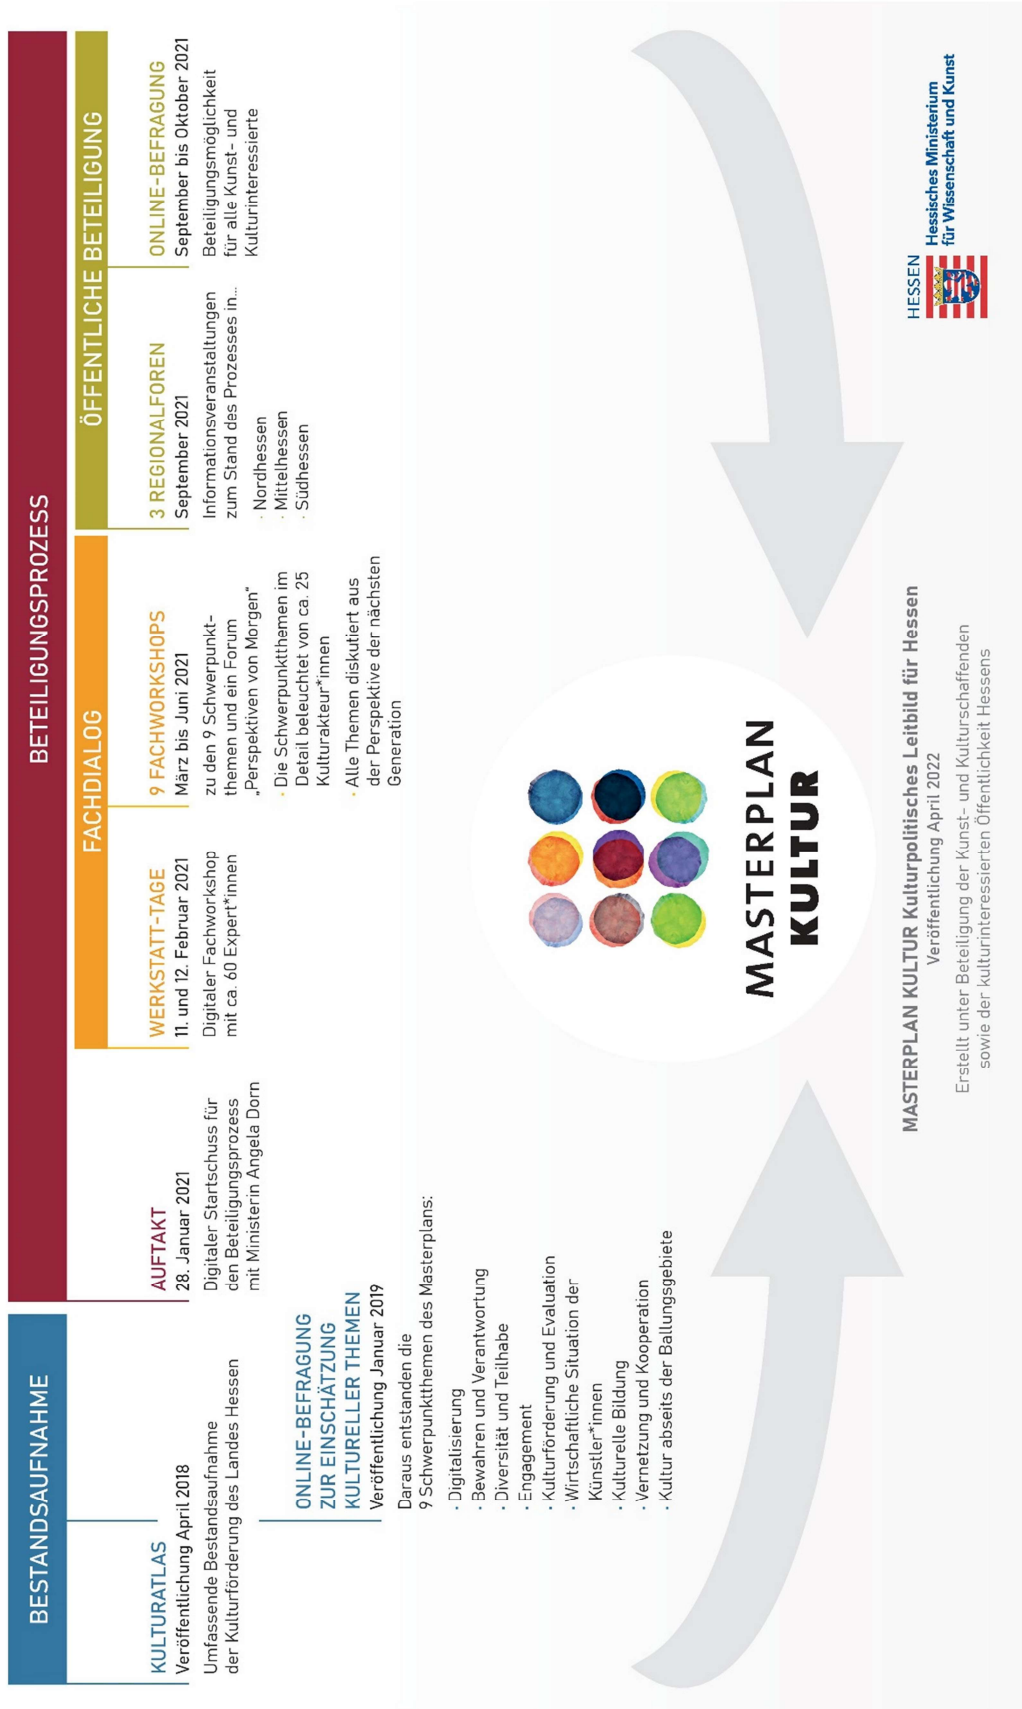 BESTANDSAUFNAHME
BETEILIGUNGSPROZESS
FACHDIALOG
ÖFFENTLICHE BETEILIGUNG
KULTURATLAS
Veröffentlichung April 2018
Umfassende Bestandsaufnahme
der Kulturförderung des Landes Hessen
ONLINE-BEFRAGUNG
ZUR EINSCHÄTZUNG
KULTURELLER THEMEN
Veröffentlichung Januar 2019
Daraus entstanden die
9 Schwerpunktthemen des Masterplans:
· Digitalisierung
· Bewahren und Verantwortung
· Diversität und Teilhabe
· Engagement
· Kulturförderung und Evaluation
· Wirtschaftliche Situation der
Künstler*innen
· Kulturelle Bildung
· Vernetzung und Kooperation
· Kultur abseits der Ballungsgebiete
AUFTAKT
28. Januar 2021
Digitaler Startschuss für
den Beteiligungsprozess
mit Ministerin Angela Dorn
WERKSTATT-TAGE
11. und 12. Februar 2021
Digitaler Fachworkshop
mit ca. 60 Expert*innen
9 FACHWORKSHOPS
März bis Juni 2021
zu den 9 Schwerpunkt-
themen und ein Forum
„Perspektiven von Morgen“
· Die Schwerpunktthemen im
Detail beleuchtet von ca. 25
Kulturakteur*innen
· Alle Themen diskutiert aus
der Perspektive der nächsten
Generation
3 REGIONALFOREN
September 2021
Informationsveranstaltungen
zum Stand des Prozesses in...
· Nordhessen
· Mittelhessen
· Südhessen
ONLINE-BEFRAGUNG
September bis Oktober 2021
Beteiligungsmöglichkeit
für alle Kunst- und
Kulturinteressierte
MASTERPLAN
KULTUR
MASTERPLAN KULTUR Kulturpolitisches Leitbild für Hessen
Veröffentlichung April 2022
Erstellt unter Beteiligung der Kunst- und Kulturschaffenden
sowie der kulturinteressierten Öffentlichkeit Hessens
HESSEN
Hessisches Ministerium
für Wissenschaft und Kunst